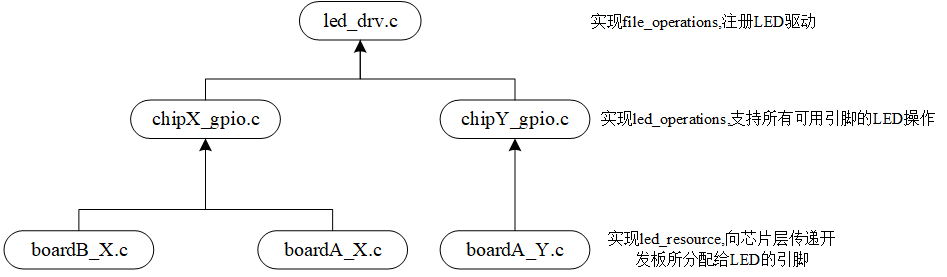 led_drv.c
实现file_operations,注册LED驱动
chipX_gpio.c
chipY_gpio.c
实现led_operations,支持所有可用引脚的LED操作
boardB_X.c
boardA_X.c
boardA_Y.c
实现led_resource,向芯片层传递开
发板所分配给LED的引脚